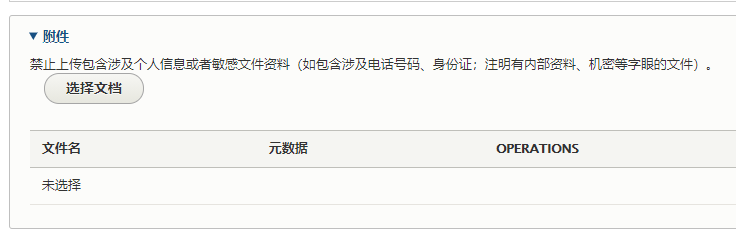 附性
禁止上传包含涉及个人信息或者敏感文件资料（如包含涉及电话号码、身份证；注明有内部资料、机密等字眼的文件）。
选择文档
文件名 元数据 OPERATIONS
未选择